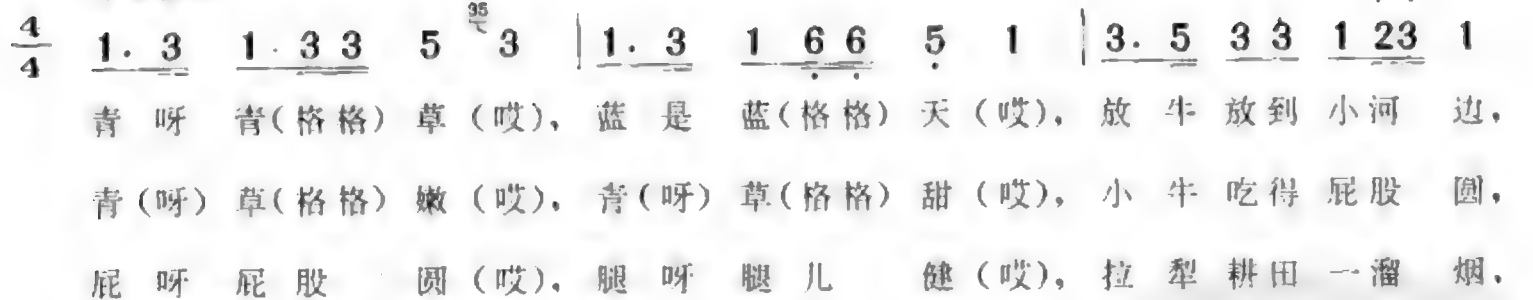 4/4 1. 3 1. 3 3 5 35 3 | 1. 3 1 6 6 5 1 | 3. 5 3 3 1 2 3 1
青 呀 青(格格) 草 (哎), 蓝 是 蓝(格格) 天 (哎), 放 牛 放到 小河 边,
青(呀) 草(格格) 嫩 (哎), 青(呀) 草(格格) 甜 (哎), 小 牛 吃得 屁股 圆,
屁 呀 屁 股 圆 (哎), 腿 呀 腿 儿 健 (哎), 拉 犁 耕田 一溜 烟,